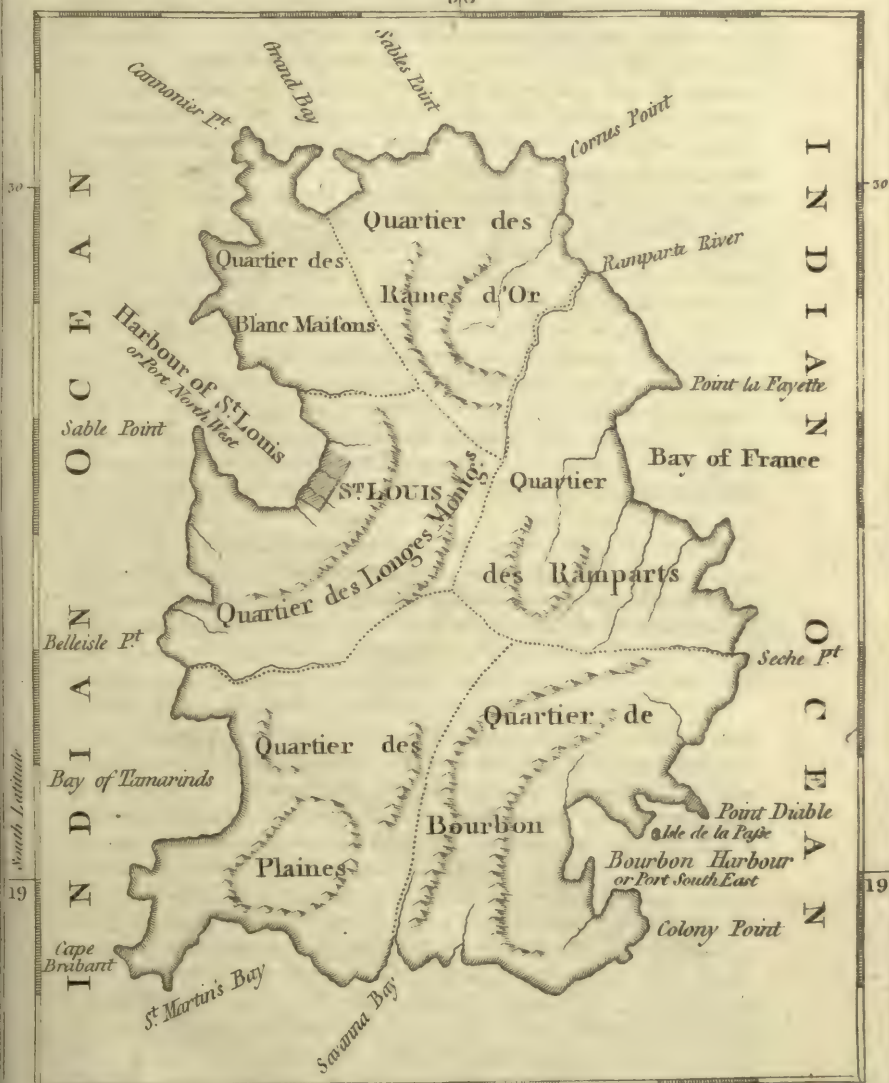 Cannonier Pt.
Grand Bay
Sables Point
Cornus Point
30
30
INDIAN OCEAN
INDIAN OCEAN
Quartier des
Rames d'Or
Ramparte River
Quartier des
Blanc Maiſons
Harbour of St. Louis
or Port North West
Point la Fayette
Sable Point
Bay of France
St. LOUIS
Quartier
des Ramparts
Quartier des Longes Montgs.
Belleisle Pt.
Seche Pt.
Quartier des
Plaines
Quartier de
Bourbon
Bay of Tamarinds
South Latitude
Point Diable
Isle de la Paſſe
Bourbon Harbour
or Port South East
19
19
Colony Point
Cape
Brabant
St. Martin's Bay
Savanna Bay